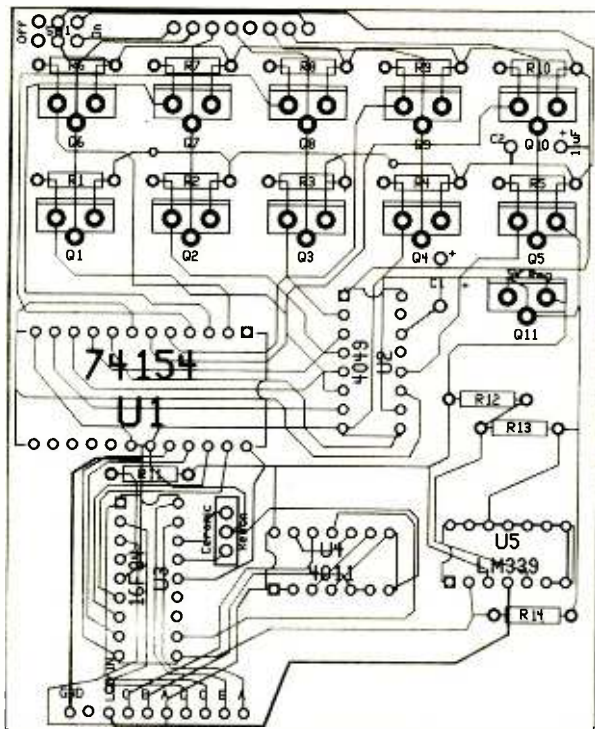 Off
SW1
On
R6
R7
R8
R9
R10
Q6
Q7
Q8
Q9
Q10
C2
+
1uF
R1
R2
R3
R4
R5
Q1
Q2
Q3
Q4
Q5
+
C1
5V Reg
Q11
74154
U1
4049
U2
R12
R13
R11
16F84
U3
Ceramic
U4
4011
U5
LM339
R14
GND
C B A D C B A